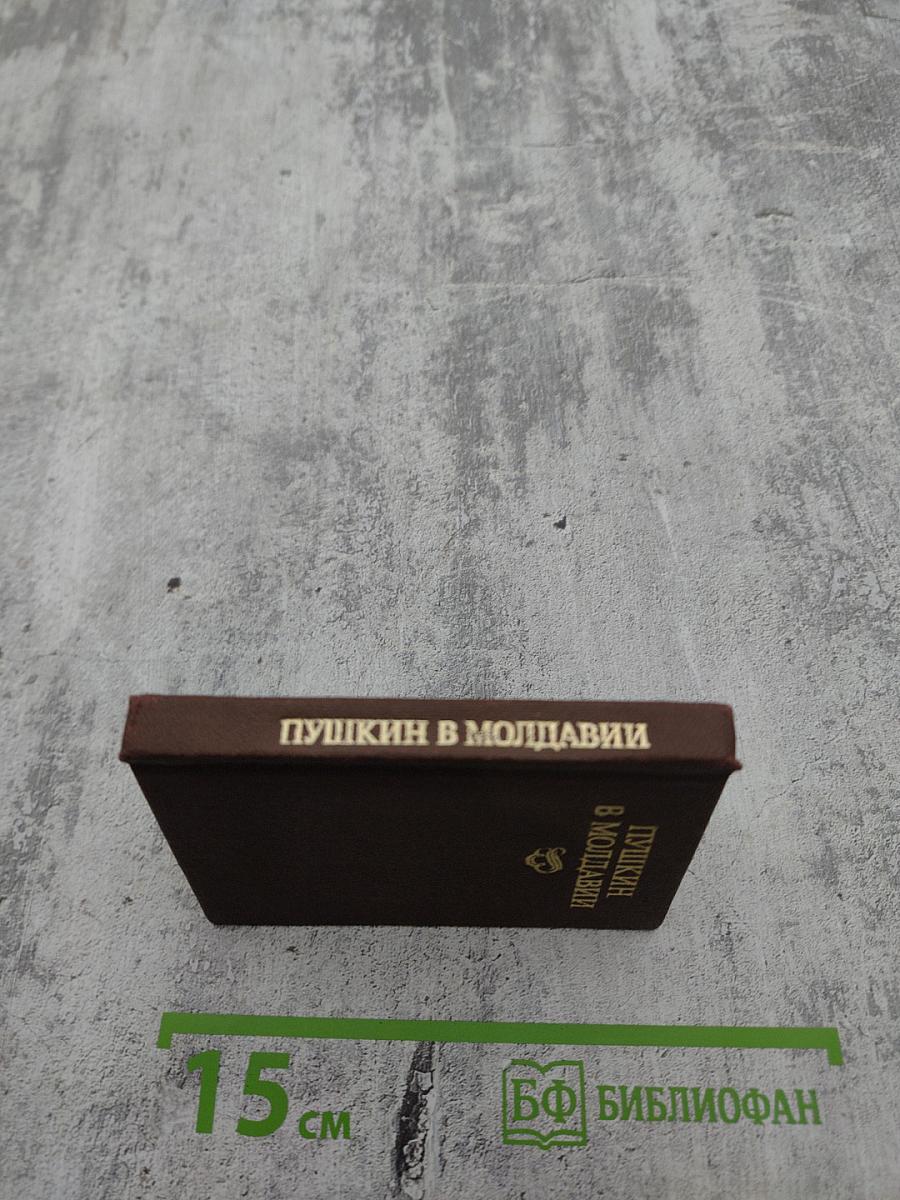 ПУШКИН В МОЛДАВИИ
ПУШКИН
В МОЛДАВИИ
15 см
БФ БИБЛИОФАН